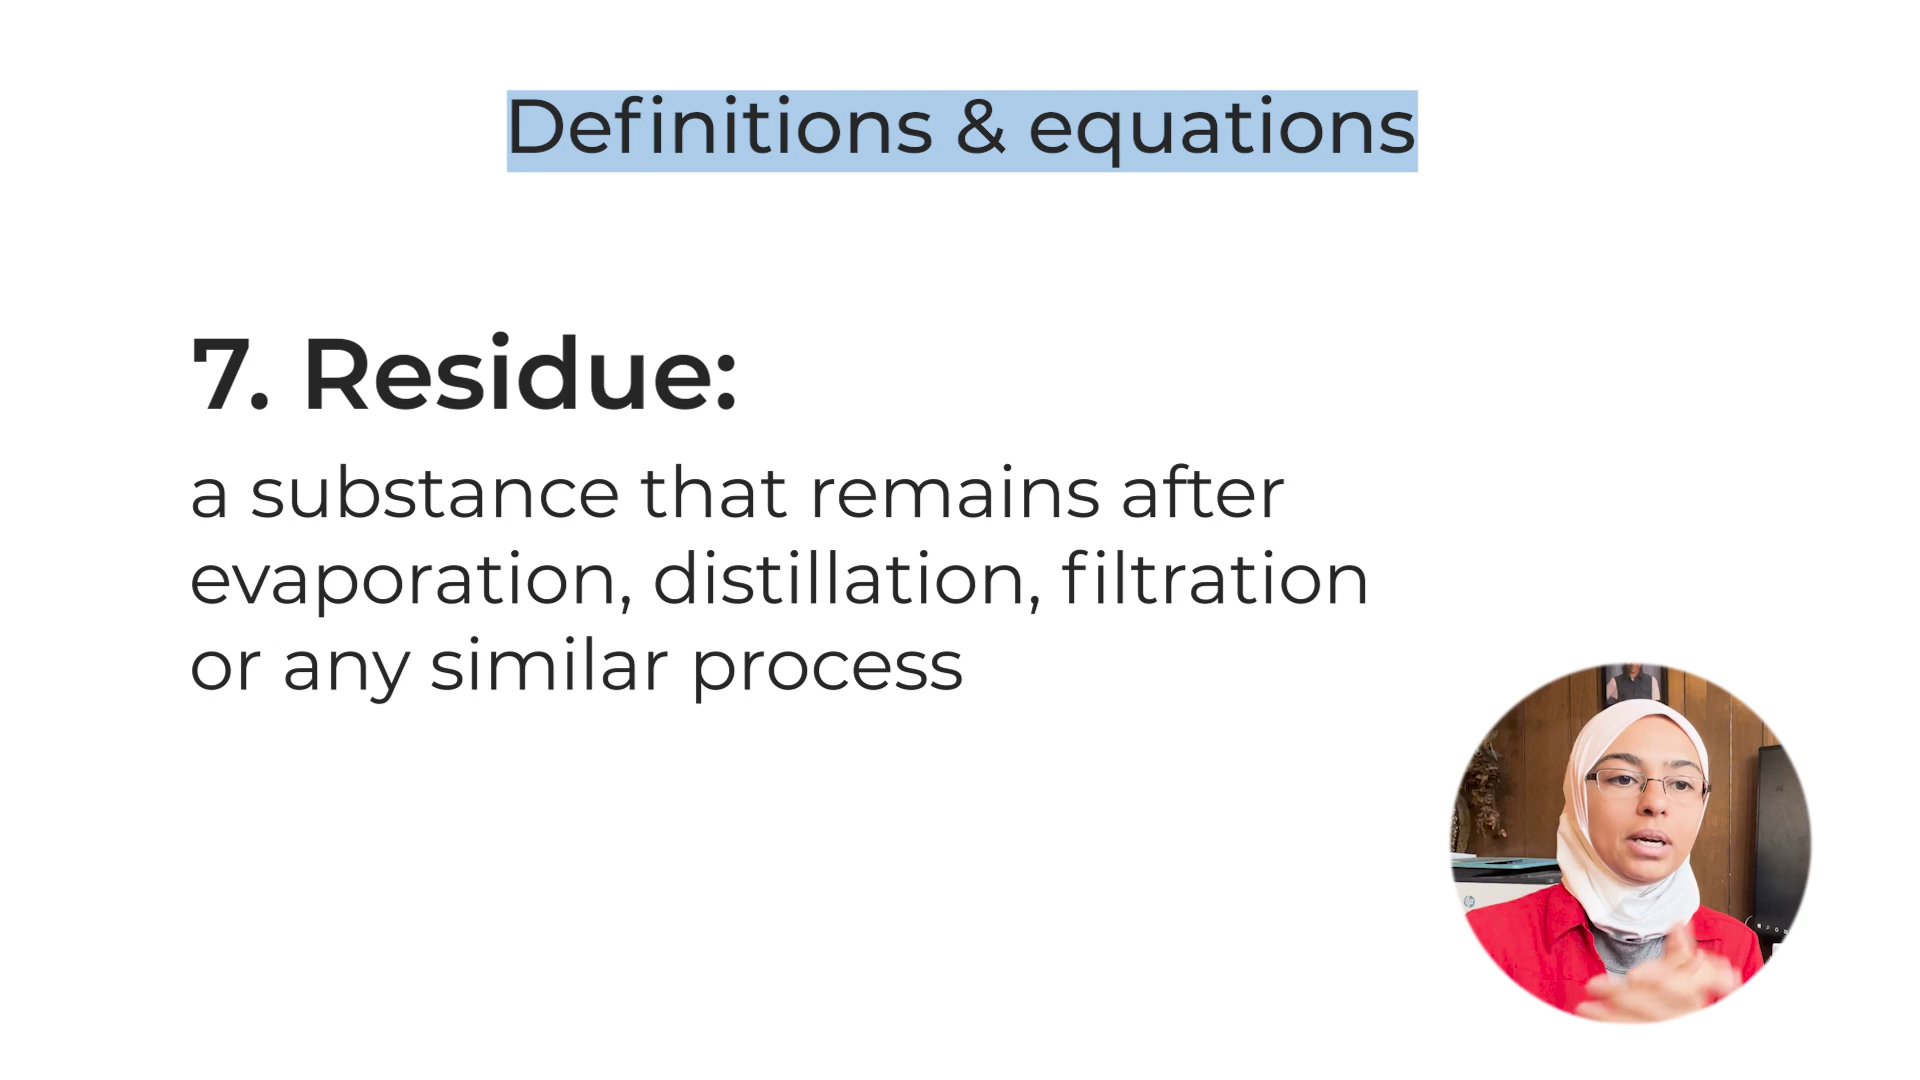 Definitions & equations
7. Residue:
a substance that remains after
evaporation, distillation, filtration
or any similar process